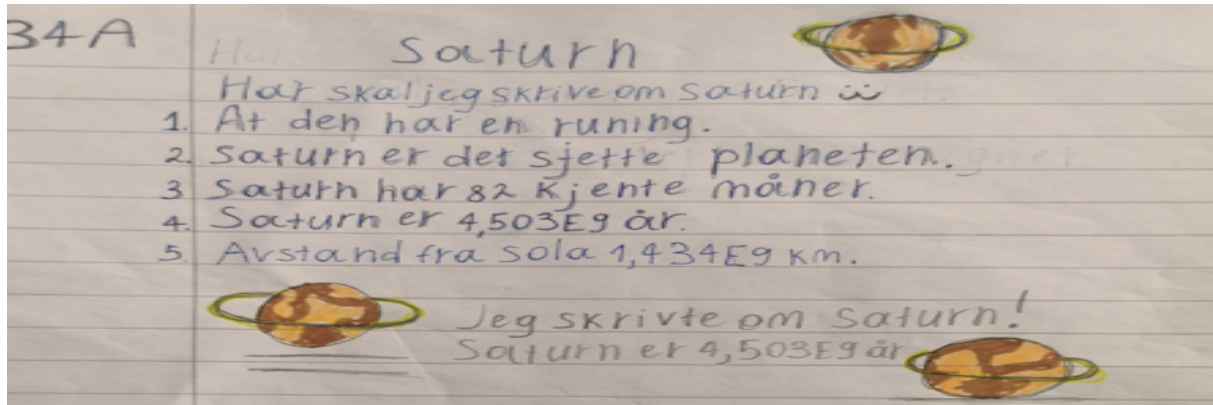 34A
Saturn
Har skal jeg skrive om Saturn ü
1. At den har en runing.
2. Saturn er det sjette planeten.
3 Saturn har 82 kjente måner.
4. Saturn er 4,503E9 år.
5. Avstand fra sola 1,434E9 km.
Jeg skrivte om Saturn!
Saturn er 4,503E9 år